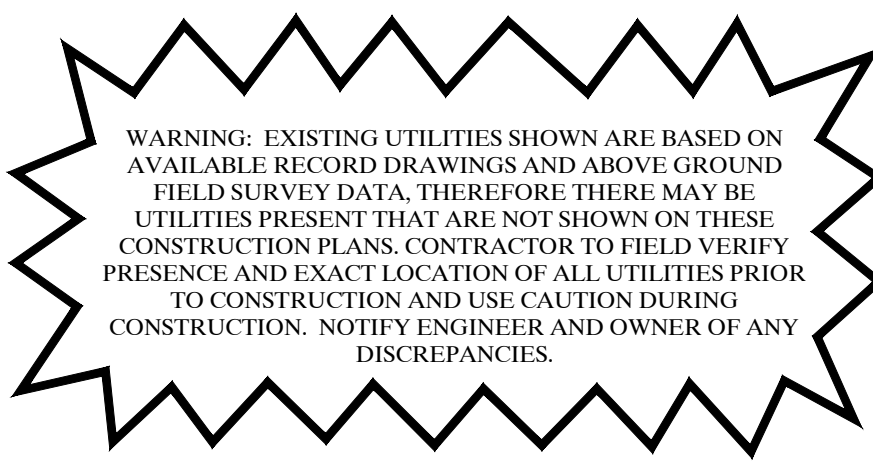 WARNING:  EXISTING UTILITIES SHOWN ARE BASED ON
AVAILABLE RECORD DRAWINGS AND ABOVE GROUND
FIELD SURVEY DATA, THEREFORE THERE MAY BE
UTILITIES PRESENT THAT ARE NOT SHOWN ON THESE
CONSTRUCTION PLANS. CONTRACTOR TO FIELD VERIFY
PRESENCE AND EXACT LOCATION OF ALL UTILITIES PRIOR
TO CONSTRUCTION AND USE CAUTION DURING
CONSTRUCTION.  NOTIFY ENGINEER AND OWNER OF ANY
DISCREPANCIES.